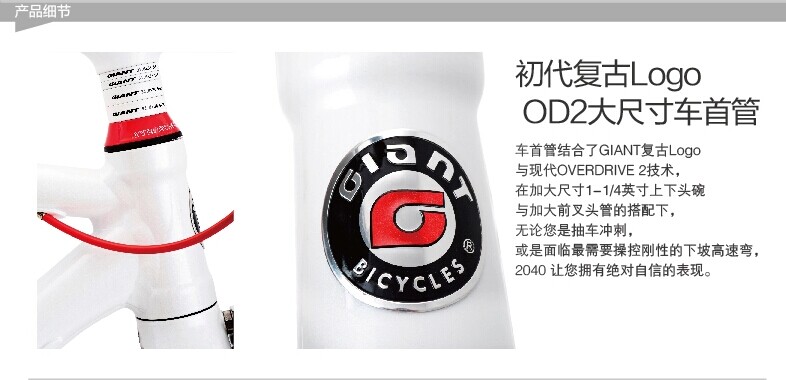 产品细节
初代复古Logo
OD2大尺寸车首管
车首管结合了GIANT复古Logo
与现代OVERDRIVE 2技术，
在加大尺寸1-1/4英寸上下头碗
与加大前叉头管的搭配下，
无论您是抽车冲刺，
或是面临最需要操控刚性的下坡高速弯，
2040 让您拥有绝对自信的表现。
GIANT
GIANT
GIANT
GIANT
GIANT
G
BICYCLES ®